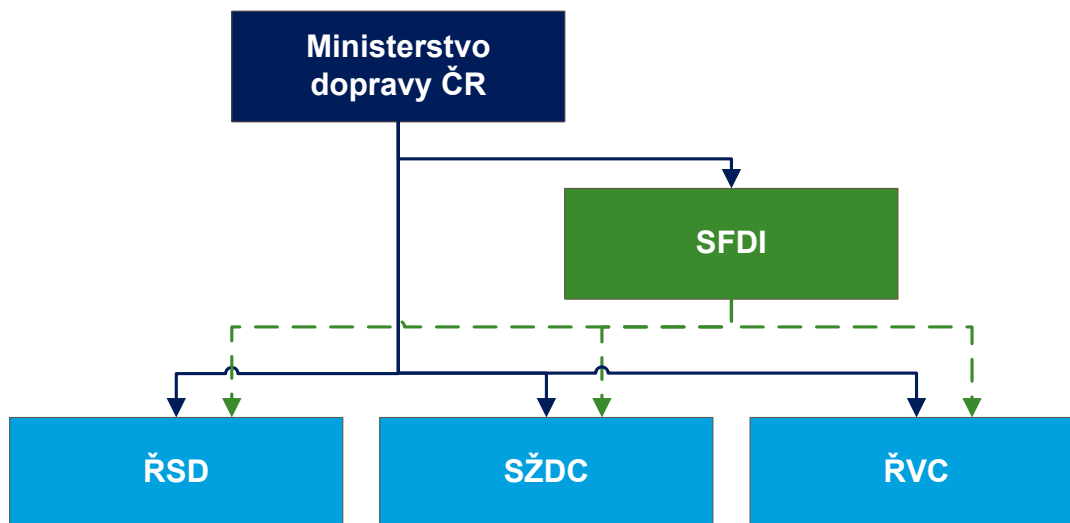 Ministerstvo
dopravy ČR
SFDI
ŘSD
SŽDC
ŘVC